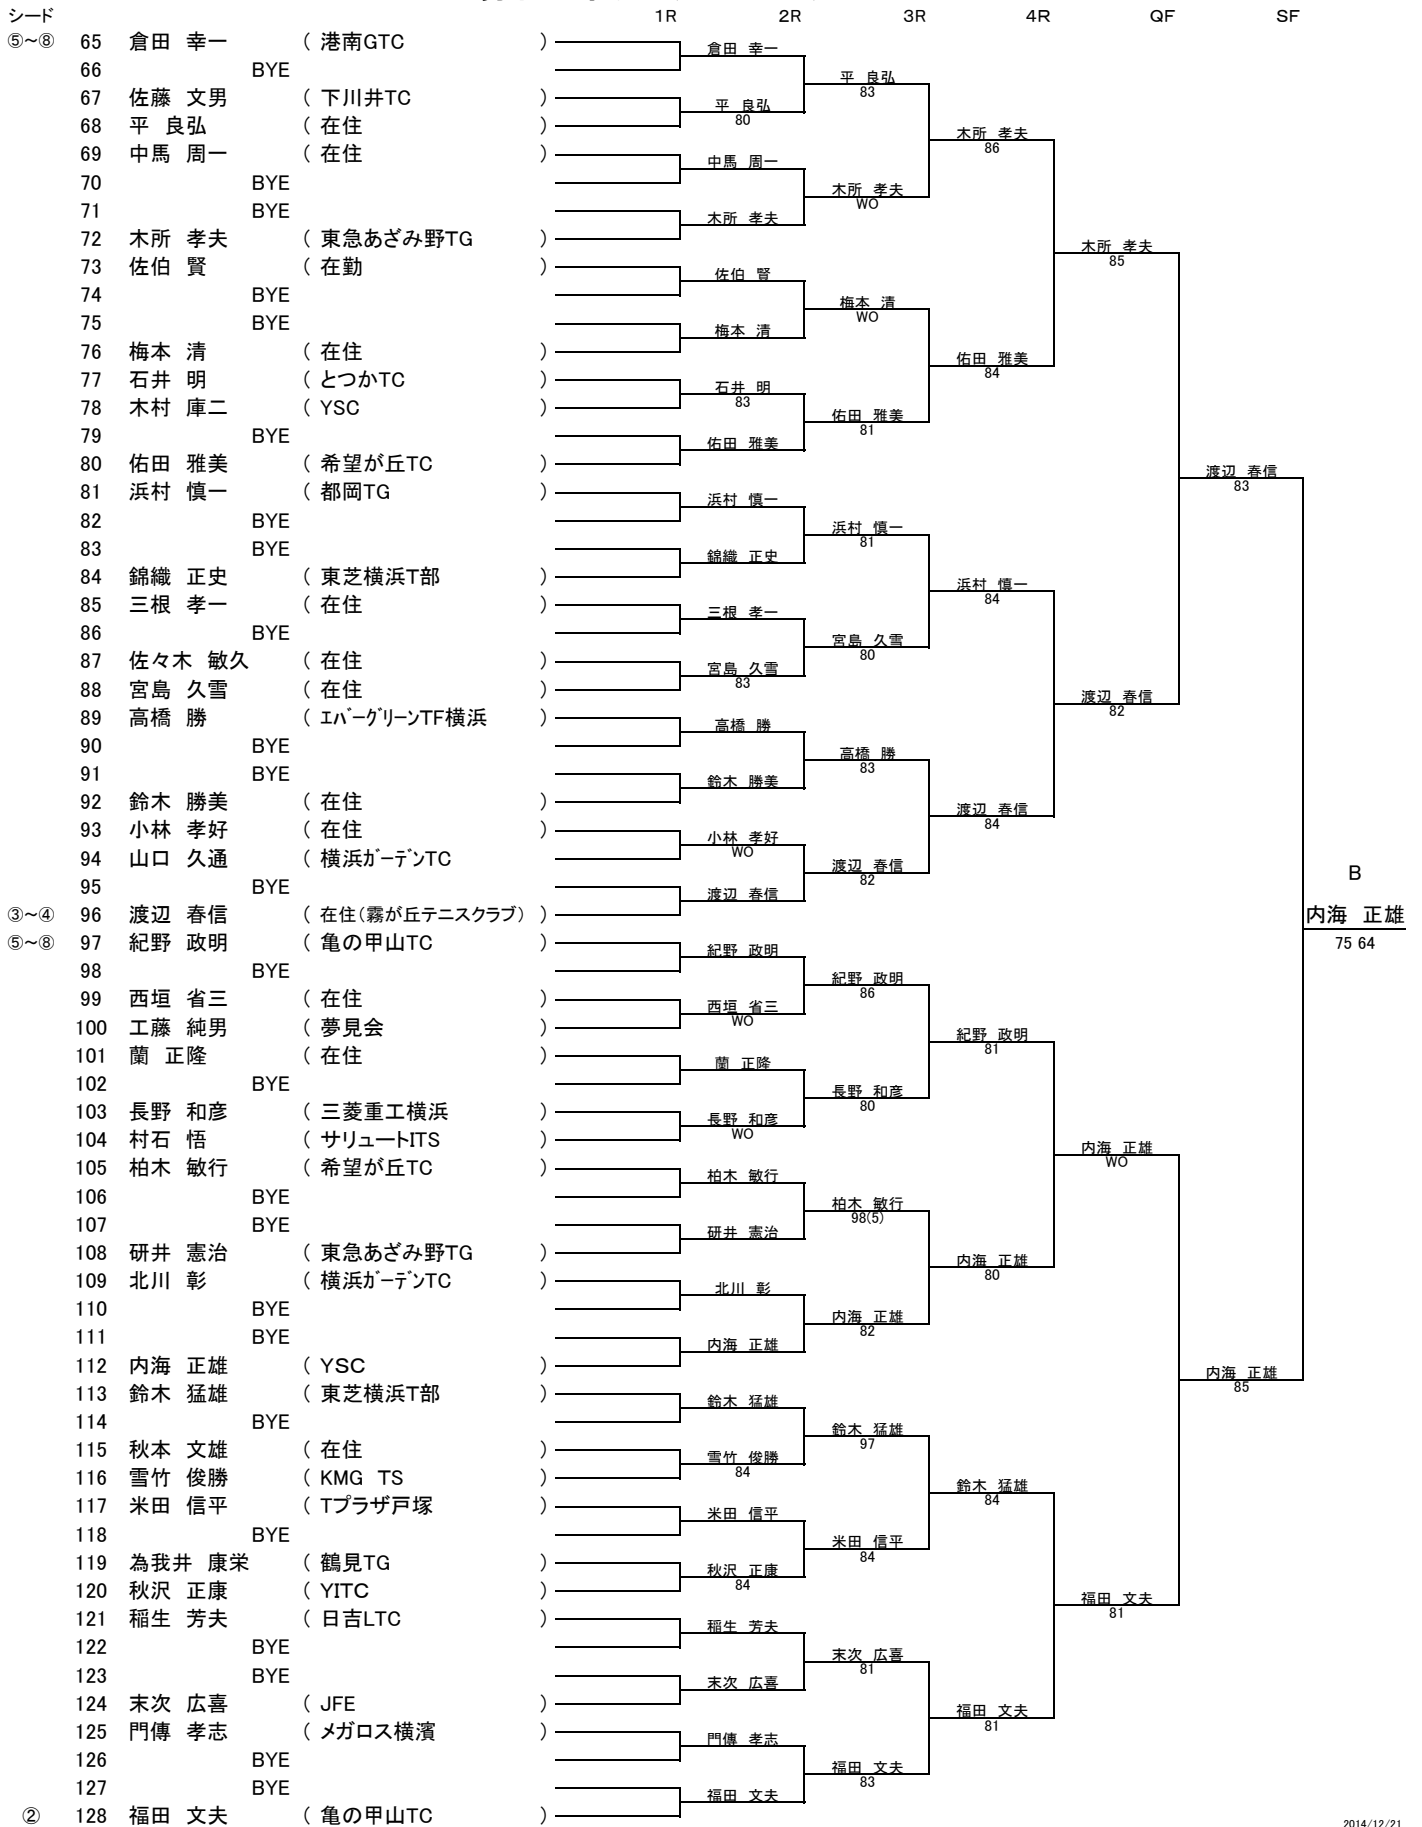 シード 1R 2R 3R 4R QF SF
⑤～⑧ 65 倉田 幸一 ( 港南GTC )
66 BYE
67 佐藤 文男 ( 下川井TC )
68 平 良弘 ( 在住 )
69 中馬 周一 ( 在住 )
70 BYE
71 BYE
72 木所 孝夫 ( 東急あざみ野TG )
73 佐伯 賢 ( 在勤 )
74 BYE
75 BYE
76 梅本 清 ( 在住 )
77 石井 明 ( とつかTC )
78 木村 庫二 ( YSC )
79 BYE
80 佑田 雅美 ( 希望が丘TC )
81 浜村 慎一 ( 都岡TG )
82 BYE
83 BYE
84 錦織 正史 ( 東芝横浜T部 )
85 三根 孝一 ( 在住 )
86 BYE
87 佐々木 敏久 ( 在住 )
88 宮島 久雪 ( 在住 )
89 高橋 勝 ( ｴﾊﾞｰｸﾞﾘｰﾝTF横浜 )
90 BYE
91 BYE
92 鈴木 勝美 ( 在住 )
93 小林 孝好 ( 在住 )
94 山口 久通 ( 横浜ｶﾞｰﾃﾞﾝTC )
95 BYE
③～④ 96 渡辺 春信 ( 在住(霧が丘テニスクラブ) )
⑤～⑧ 97 紀野 政明 ( 亀の甲山TC )
98 BYE
99 西垣 省三 ( 在住 )
100 工藤 純男 ( 夢見会 )
101 蘭 正隆 ( 在住 )
102 BYE
103 長野 和彦 ( 三菱重工横浜 )
104 村石 悟 ( サリュートITS )
105 柏木 敏行 ( 希望が丘TC )
106 BYE
107 BYE
108 研井 憲治 ( 東急あざみ野TG )
109 北川 彰 ( 横浜ｶﾞｰﾃﾞﾝTC )
110 BYE
111 BYE
112 内海 正雄 ( YSC )
113 鈴木 猛雄 ( 東芝横浜T部 )
114 BYE
115 秋本 文雄 ( 在住 )
116 雪竹 俊勝 ( KMG TS )
117 米田 信平 ( Tプラザ戸塚 )
118 BYE
119 為我井 康栄 ( 鶴見TG )
120 秋沢 正康 ( YITC )
121 稲生 芳夫 ( 日吉LTC )
122 BYE
123 BYE
124 末次 広喜 ( JFE )
125 門傳 孝志 ( メガロス横濱 )
126 BYE
127 BYE
② 128 福田 文夫 ( 亀の甲山TC )
倉田 幸一
平 良弘
80
中馬 周一
木所 孝夫
佐伯 賢
梅本 清
石井 明
83
佑田 雅美
浜村 慎一
錦織 正史
三根 孝一
宮島 久雪
83
高橋 勝
鈴木 勝美
小林 孝好
WO
渡辺 春信
紀野 政明
西垣 省三
WO
蘭 正隆
長野 和彦
WO
柏木 敏行
研井 憲治
北川 彰
内海 正雄
鈴木 猛雄
雪竹 俊勝
84
米田 信平
秋沢 正康
84
稲生 芳夫
末次 広喜
門傳 孝志
福田 文夫
平 良弘
83
木所 孝夫
WO
梅本 清
WO
佑田 雅美
81
浜村 慎一
81
宮島 久雪
80
高橋 勝
83
渡辺 春信
82
紀野 政明
86
長野 和彦
80
柏木 敏行
98(5)
内海 正雄
82
鈴木 猛雄
97
米田 信平
84
末次 広喜
81
福田 文夫
83
木所 孝夫
86
佑田 雅美
84
浜村 慎一
84
渡辺 春信
84
紀野 政明
81
内海 正雄
80
鈴木 猛雄
84
福田 文夫
81
木所 孝夫
85
渡辺 春信
82
内海 正雄
WO
福田 文夫
81
渡辺 春信
83
内海 正雄
85
B
内海 正雄
75 64
2014/12/21